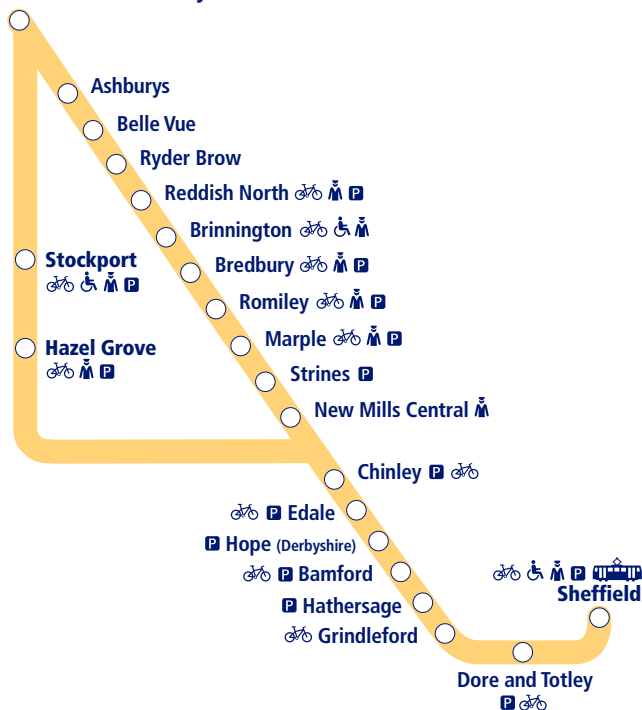 Ashburys
Belle Vue
Ryder Brow
Reddish North P
Brinnington
Stockport
P
Bredbury P
Romiley P
Hazel Grove
P
Marple P
Strines P
New Mills Central
Chinley P
P Edale
P Hope (Derbyshire)
P Bamford
P
Sheffield
P Hathersage
Grindleford
Dore and Totley
P